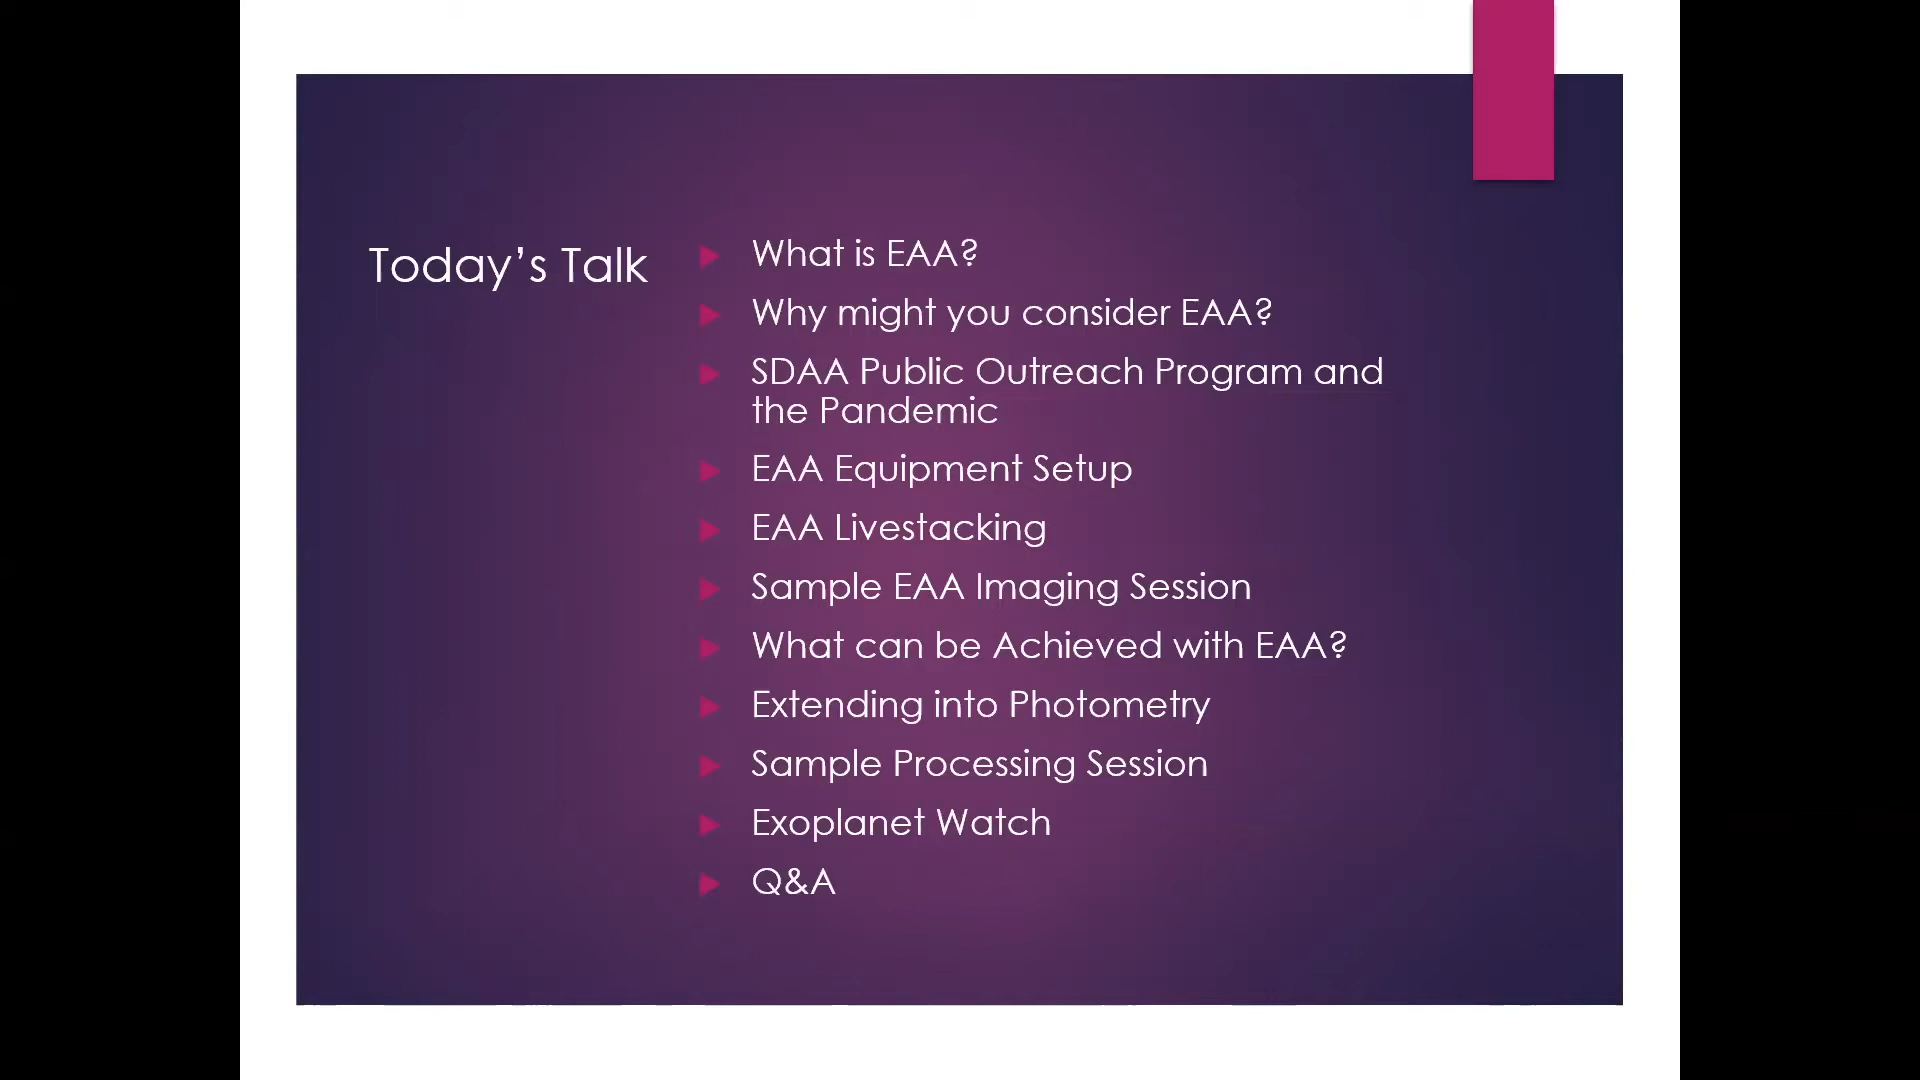 Today’s Talk
What is EAA?
Why might you consider EAA?
SDAA Public Outreach Program and
the Pandemic
EAA Equipment Setup
EAA Livestacking
Sample EAA Imaging Session
What can be Achieved with EAA?
Extending into Photometry
Sample Processing Session
Exoplanet Watch
Q&A